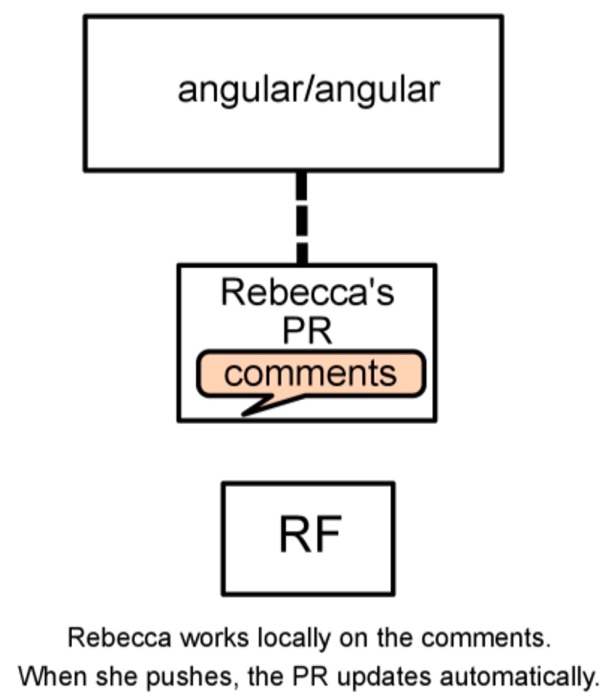 angular/angular
Rebecca's
PR
comments
RF
Rebecca works locally on the comments.
When she pushes, the PR updates automatically.